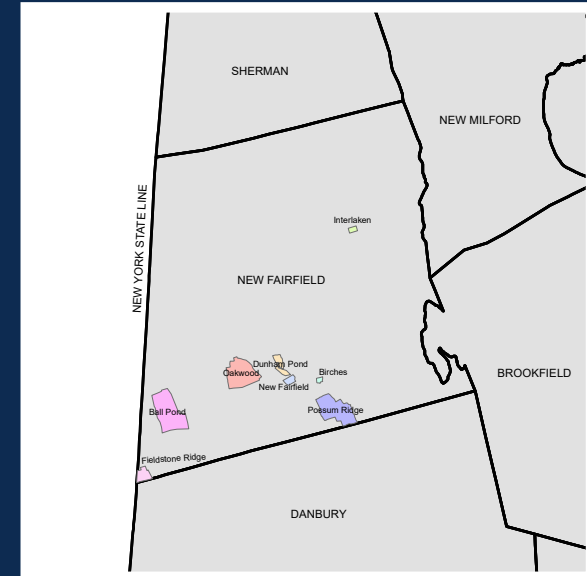 SHERMAN
NEW MILFORD
NEW YORK STATE LINE
Interlaken
NEW FAIRFIELD
Dunham Pond
Oakwood
Birches
New Fairfield
BROOKFIELD
Ball Pond
Possum Ridge
Fieldstone Ridge
DANBURY